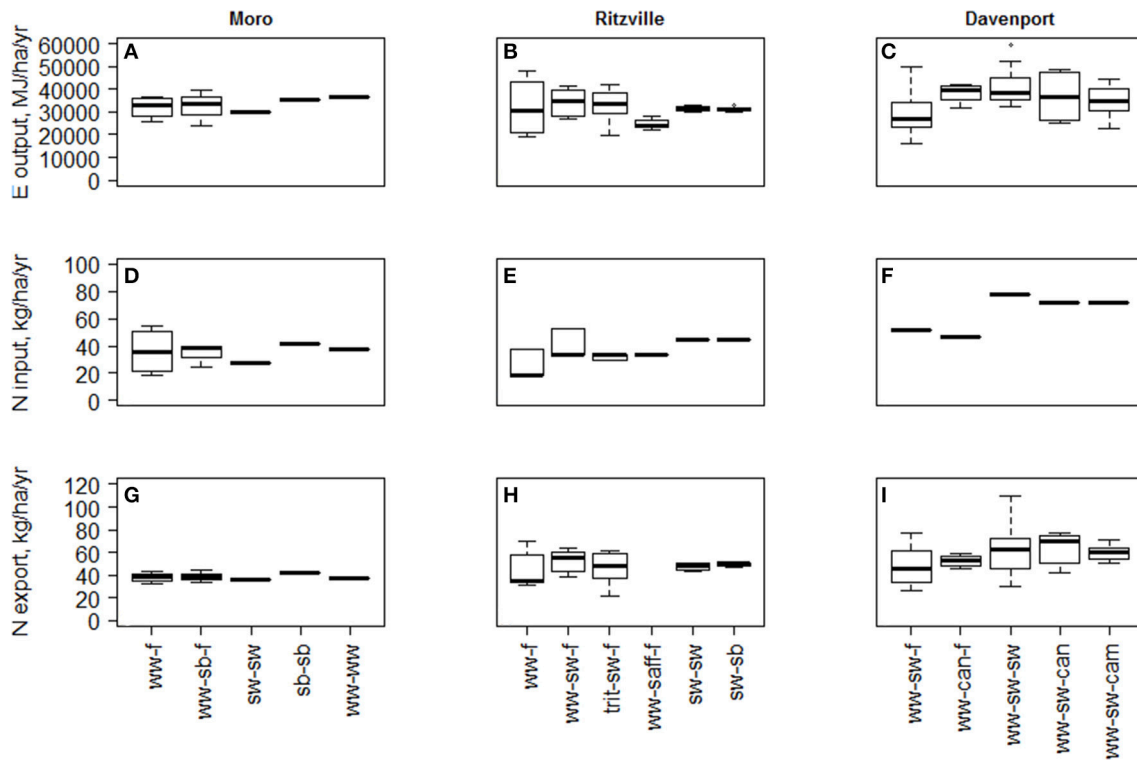 Moro
Ritzville
Davenport
E output, MJ/ha/yr
60000
50000
40000
30000
20000
10000
0
A
B
C
N input, kg/ha/yr
100
80
60
40
20
0
D
E
F
N export, kg/ha/yr
120
100
80
60
40
20
0
G
H
I
ww-f
ww-sb-f
sw-sw
sb-sb
ww-ww
ww-f
ww-sw-f
trit-sw-f
ww-saff-f
sw-sw
sw-sb
ww-sw-f
ww-can-f
ww-sw-sw
ww-sw-can
ww-sw-cam